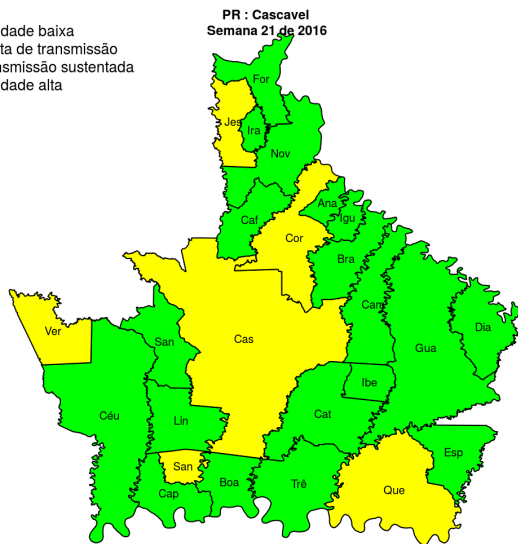 PR : Cascavel
Semana 21 de 2016
dade baixa
ta de transmissão
nsmissão sustentada
dade alta
For
Jes
Ira
Nov
Ana
Igu
Caf
Cor
Bra
Cam
Ver
San
Cas
Gua
Dia
Ibe
Céu
Lin
Cat
San
Esp
Cap
Boa
Trê
Que